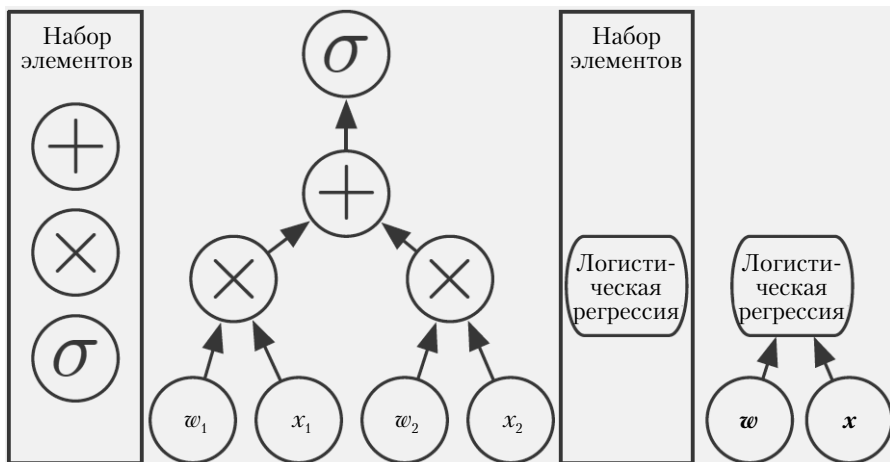 Набор
элементов
+
×
σ
σ
+
×
×
w₁
x₁
w₂
x₂
Набор
элементов
Логисти-
ческая
регрессия
Логисти-
ческая
регрессия
w
x